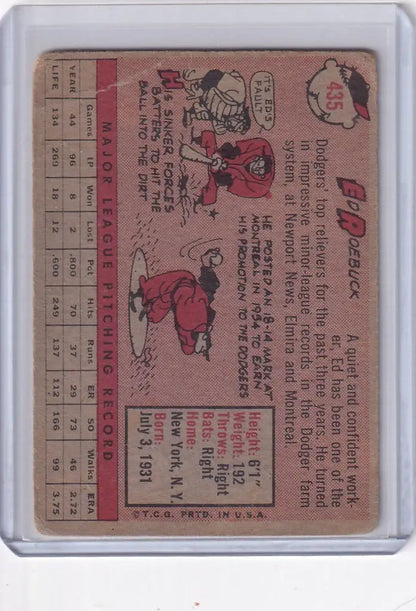 435
ED ROEBUCK
A quiet and confident work-
er, Ed has been one of the
Dodgers' top relievers for the past three years. He turned
in impressive minor-league records in the Dodger farm
system, at Newport News, Elmira and Montreal.
IT'S ED'S
FAULT
HIS SINKER FORCES
BATTERS TO HIT THE
BALL INTO THE DIRT
HE POSTED AN 18-14 MARK AT
MONTREAL IN 1954 TO EARN
HIS PROMOTION TO THE DODGERS
Height: 6'1"
Weight: 192
Throws: Right
Bats: Right
Home:
New York, N. Y.
Born:
July 3, 1931
© T.C.G. PRTD. IN U.S.A.
MAJOR LEAGUE PITCHING RECORD
Games IP Won Lost Pct Hits Runs ER SO Walks ERA
YEAR 44 96 8 2 .800 70 37 29 73 46 2.72
LIFE 134 260 18 12 .600 249 137 112 166 99 3.75